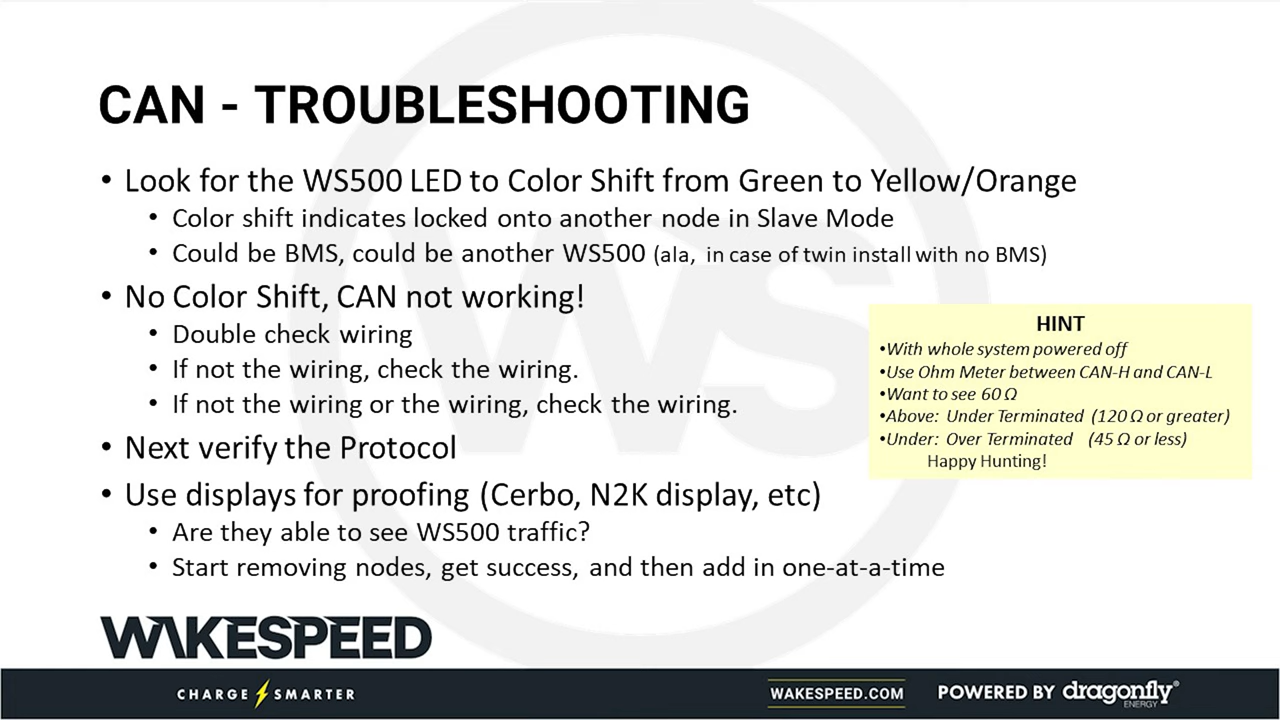 CAN - TROUBLESHOOTING
• Look for the WS500 LED to Color Shift from Green to Yellow/Orange
• Color shift indicates locked onto another node in Slave Mode
• Could be BMS, could be another WS500 (ala, in case of twin install with no BMS)
• No Color Shift, CAN not working!
• Double check wiring
• If not the wiring, check the wiring.
• If not the wiring or the wiring, check the wiring.
• Next verify the Protocol
• Use displays for proofing (Cerbo, N2K display, etc)
• Are they able to see WS500 traffic?
• Start removing nodes, get success, and then add in one-at-a-time
HINT
•With whole system powered off
•Use Ohm Meter between CAN-H and CAN-L
•Want to see 60 Ω
•Above: Under Terminated (120 Ω or greater)
•Under: Over Terminated (45 Ω or less)
Happy Hunting!
WS
WAKESPEED
CHARGE SMARTER
WAKESPEED.COM
POWERED BY dragonfly®
ENERGY